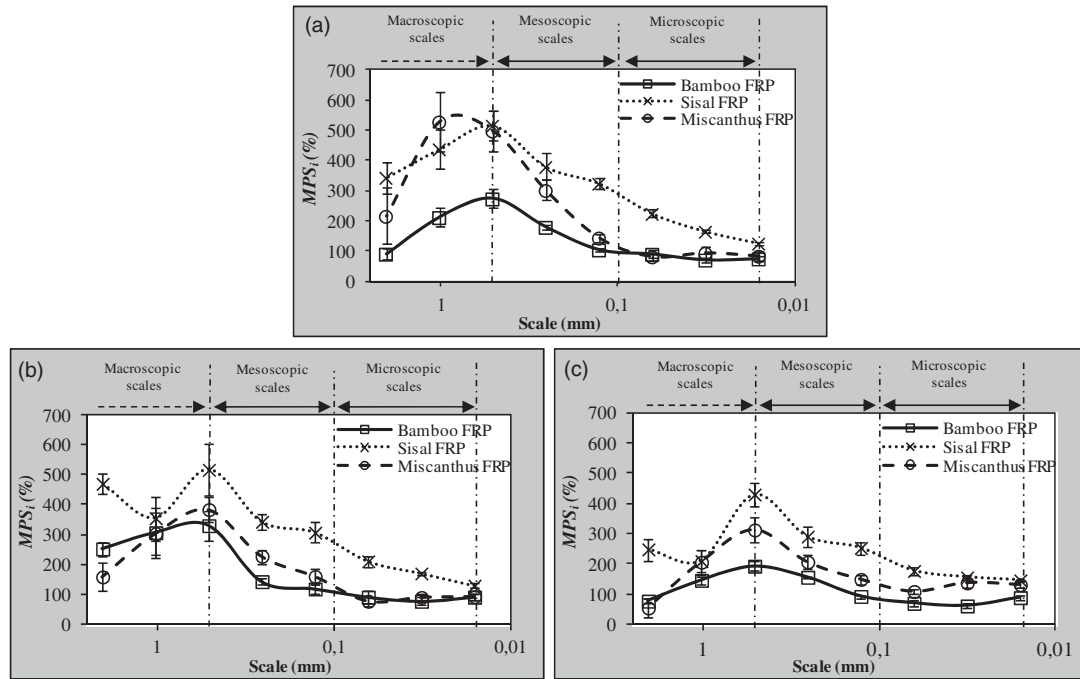 (a)
Macroscopic scales
Mesoscopic scales
Microscopic scales
700
600
500
400
300
200
100
0
MPSi (%)
Bamboo FRP
Sisal FRP
Miscanthus FRP
1
0,1
0,01
Scale (mm)
(b)
Macroscopic scales
Mesoscopic scales
Microscopic scales
700
600
500
400
300
200
100
0
MPSi (%)
Bamboo FRP
Sisal FRP
Miscanthus FRP
1
0,1
0,01
Scale (mm)
(c)
Macroscopic scales
Mesoscopic scales
Microscopic scales
700
600
500
400
300
200
100
0
MPSi (%)
Bamboo FRP
Sisal FRP
Miscanthus FRP
1
0,1
0,01
Scale (mm)